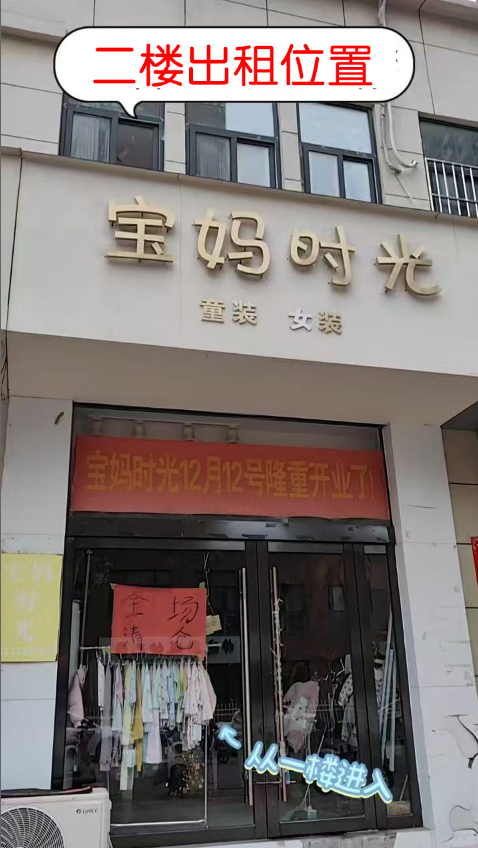 二楼出租位置
宝妈时光
童装 女装
宝妈时光12月12号隆重开业了!
全场
清仓
从一楼进入
GREE